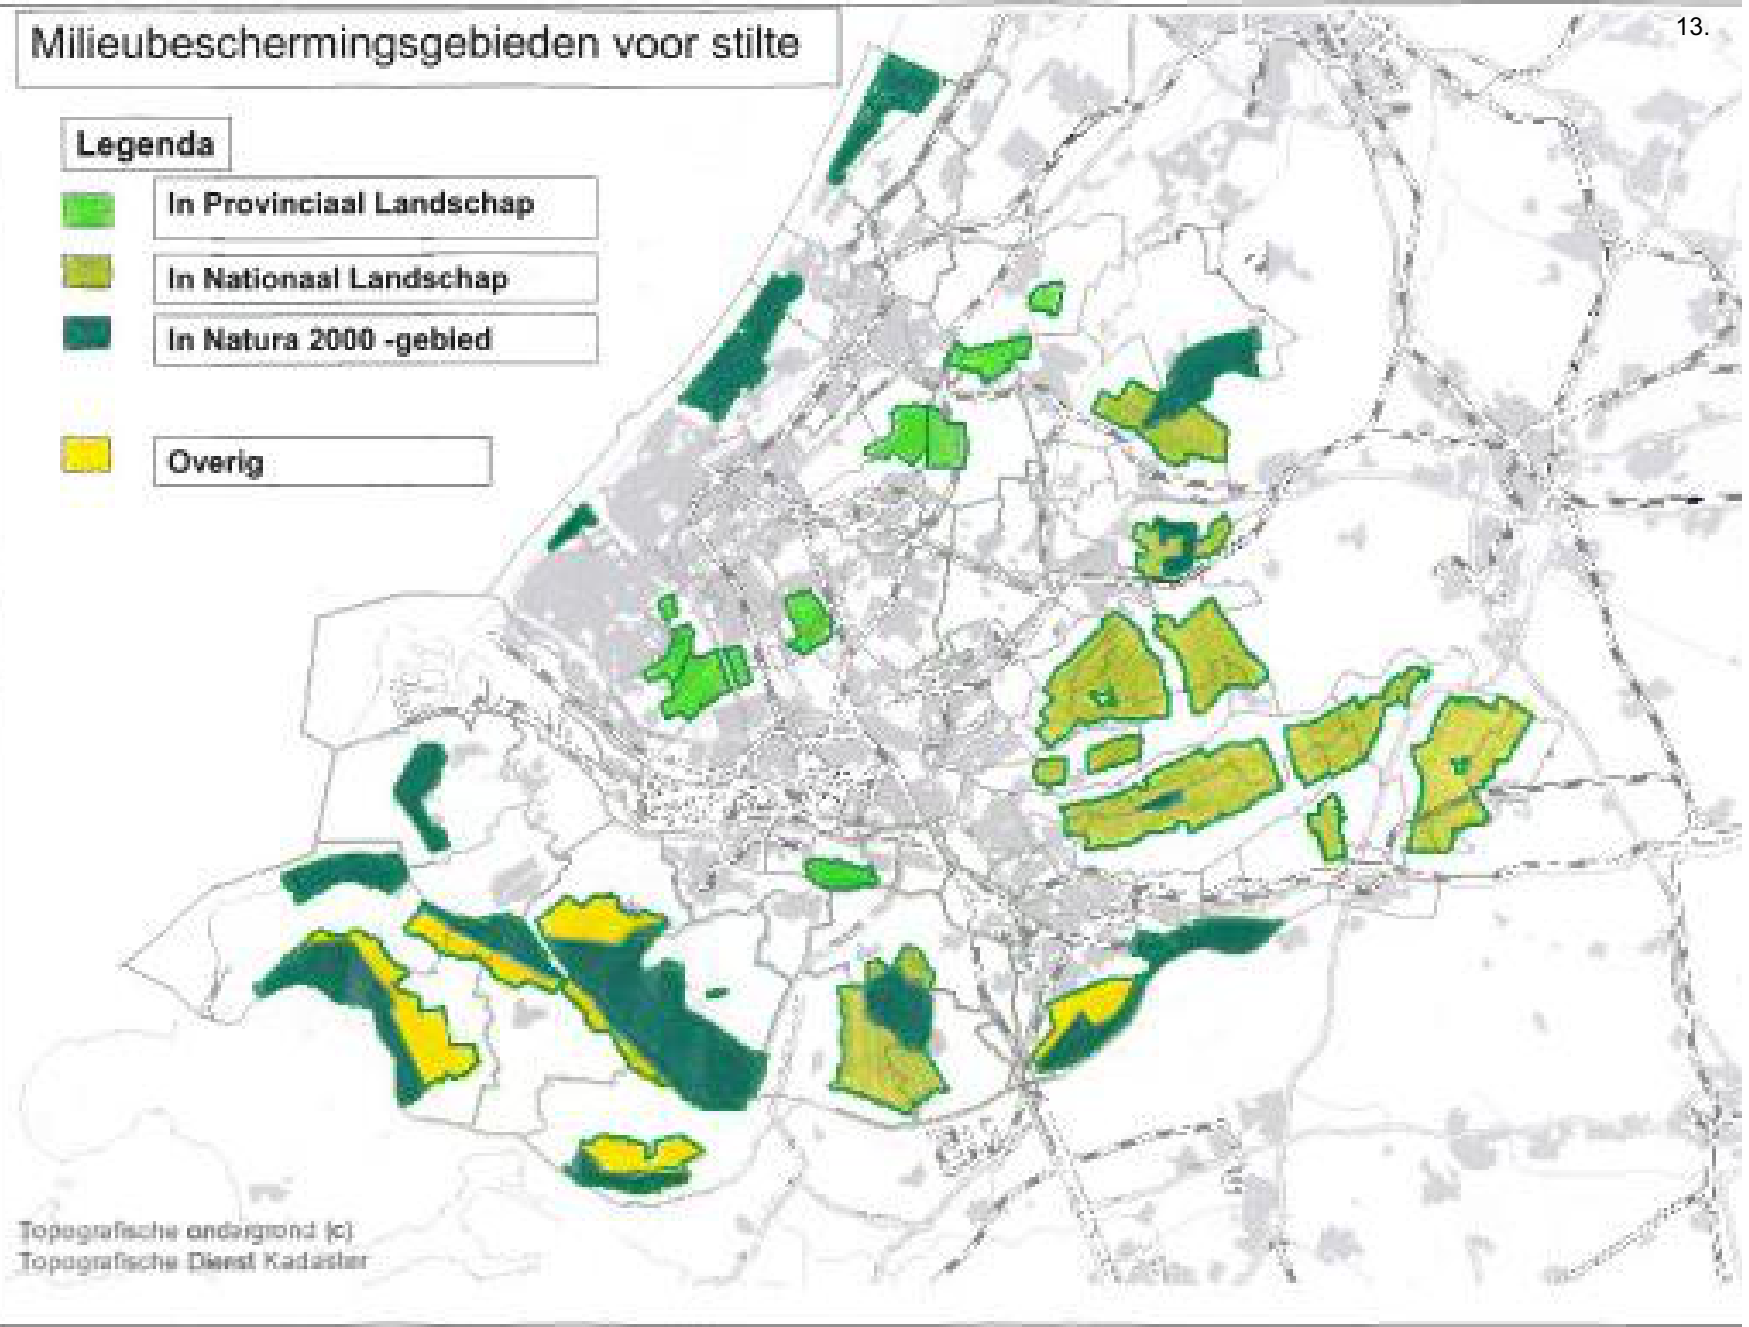 Milieubeschermingsgebieden voor stilte
13.
Legenda
In Provinciaal Landschap
In Nationaal Landschap
In Natura 2000 -gebied
Overig
Topografische ondergrond (c)
Topografische Dienst Kadaster